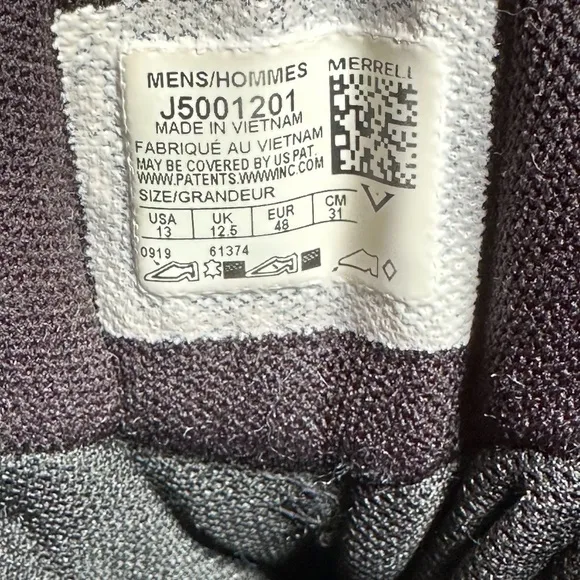 MENS/HOMMES
MERRELL
J5001201
MADE IN VIETNAM
FABRIQUÉ AU VIETNAM
MAY BE COVERED BY US PAT.
WWW.PATENTS.WWWINC.COM
SIZE/GRANDEUR
USA UK EUR CM
13 12.5 48 31
0919 61374